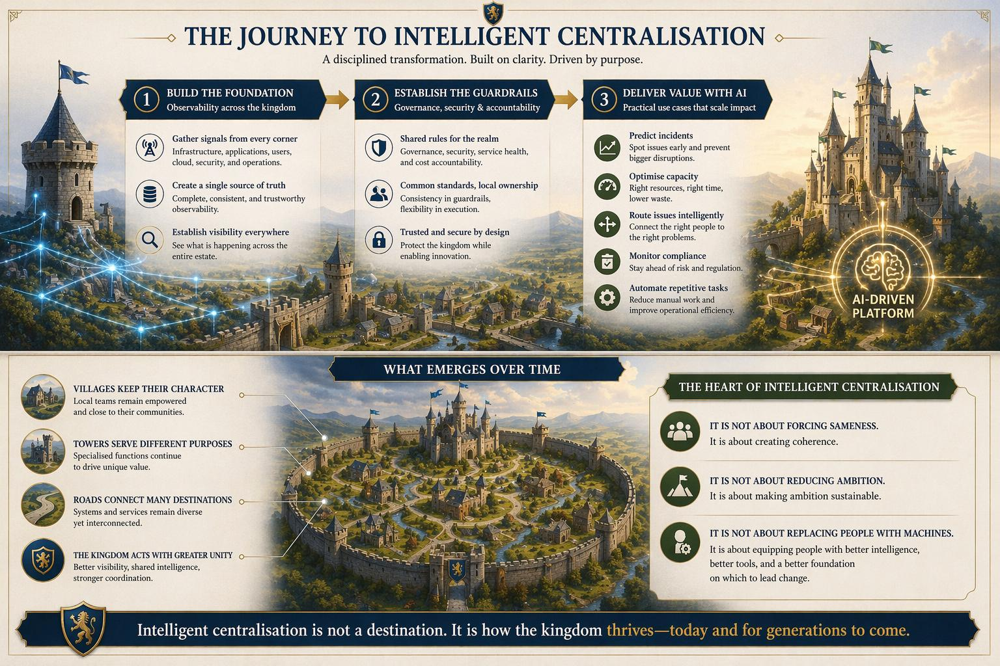 THE JOURNEY TO INTELLIGENT CENTRALISATION
A disciplined transformation. Built on clarity. Driven by purpose.
1
BUILD THE FOUNDATION
Observability across the kingdom
Gather signals from every corner
Infrastructure, applications, users,
cloud, security, and operations.
Create a single source of truth
Complete, consistent, and trustworthy
observability.
Establish visibility everywhere
See what is happening across the
entire estate.
2
ESTABLISH THE GUARDRAILS
Governance, security & accountability
Shared rules for the realm
Governance, security, service health,
and cost accountability.
Common standards, local ownership
Consistency in guardrails,
flexibility in execution.
Trusted and secure by design
Protect the kingdom while
enabling innovation.
3
DELIVER VALUE WITH AI
Practical use cases that scale impact
Predict incidents
Spot issues early and prevent
bigger disruptions.
Optimise capacity
Right resources, right time,
lower waste.
Route issues intelligently
Connect the right people to
the right problems.
Monitor compliance
Stay ahead of risk and regulation.
Automate repetitive tasks
Reduce manual work and
improve operational efficiency.
AI-DRIVEN
PLATFORM
WHAT EMERGES OVER TIME
VILLAGES KEEP THEIR CHARACTER
Local teams remain empowered
and close to their communities.
TOWERS SERVE DIFFERENT PURPOSES
Specialised functions continue
to drive unique value.
ROADS CONNECT MANY DESTINATIONS
Systems and services remain diverse
yet interconnected.
THE KINGDOM ACTS WITH GREATER UNITY
Better visibility, shared intelligence,
stronger coordination.
THE HEART OF INTELLIGENT CENTRALISATION
IT IS NOT ABOUT FORCING SAMENESS.
It is about creating coherence.
IT IS NOT ABOUT REDUCING AMBITION.
It is about making ambition sustainable.
IT IS NOT ABOUT REPLACING PEOPLE WITH MACHINES.
It is about equipping people with better intelligence,
better tools, and a better foundation
on which to lead change.
Intelligent centralisation is not a destination. It is how the kingdom thrives—today and for generations to come.